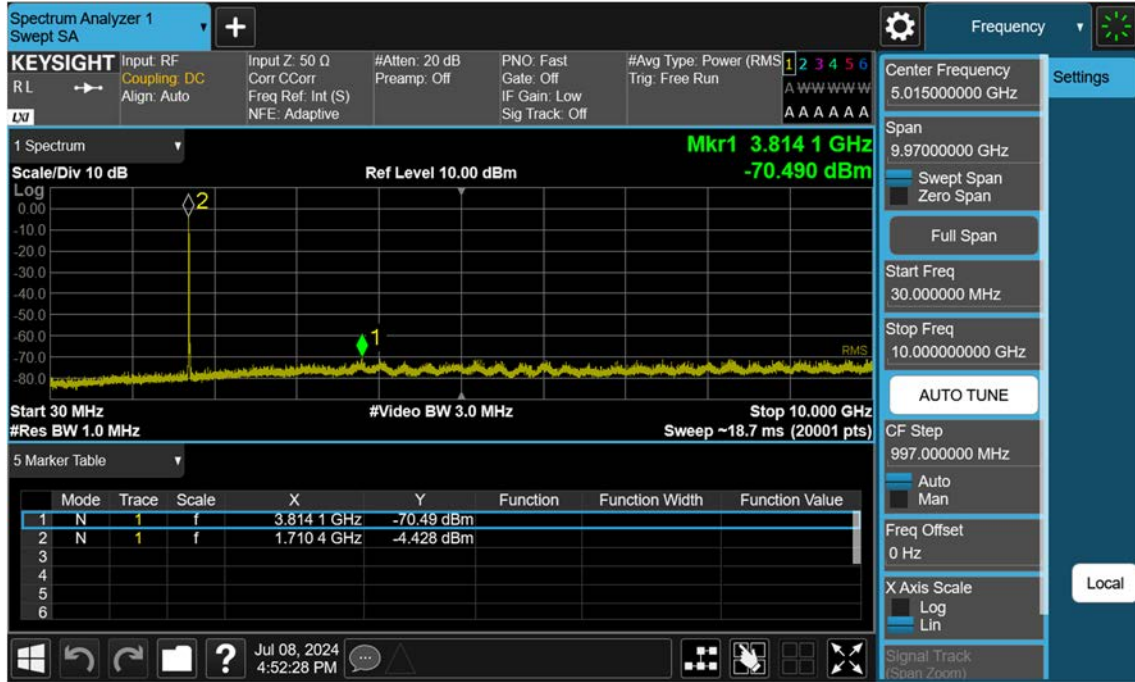 Spectrum Analyzer 1
Swept SA
+
Frequency
KEYSIGHT
R L
LXI
Input: RF
Coupling: DC
Align: Auto
Input Z: 50 Ω
Corr CCorr
Freq Ref: Int (S)
NFE: Adaptive
#Atten: 20 dB
Preamp: Off
PNO: Fast
Gate: Off
IF Gain: Low
Sig Track: Off
#Avg Type: Power (RMS
Trig: Free Run
1 2 3 4 5 6
A W W W W W
A A A A A A
1 Spectrum
Scale/Div 10 dB
Ref Level 10.00 dBm
Mkr1 3.814 1 GHz
-70.490 dBm
Log
0.00
-10.0
-20.0
-30.0
-40.0
-50.0
-60.0
-70.0
-80.0
2
1
RMS
Start 30 MHz
#Video BW 3.0 MHz
Stop 10.000 GHz
#Res BW 1.0 MHz
Sweep ~18.7 ms (20001 pts)
5 Marker Table
Mode Trace Scale X Y Function Function Width Function Value
1 N 1 f 3.814 1 GHz -70.49 dBm
2 N 1 f 1.710 4 GHz -4.428 dBm
3
4
5
6
?
Jul 08, 2024
4:52:28 PM
Center Frequency
5.015000000 GHz
Settings
Span
9.97000000 GHz
Swept Span
Zero Span
Full Span
Start Freq
30.000000 MHz
Stop Freq
10.000000000 GHz
AUTO TUNE
CF Step
997.000000 MHz
Auto
Man
Freq Offset
0 Hz
X Axis Scale
Log
Lin
Local
Signal Track
(Span Zoom)